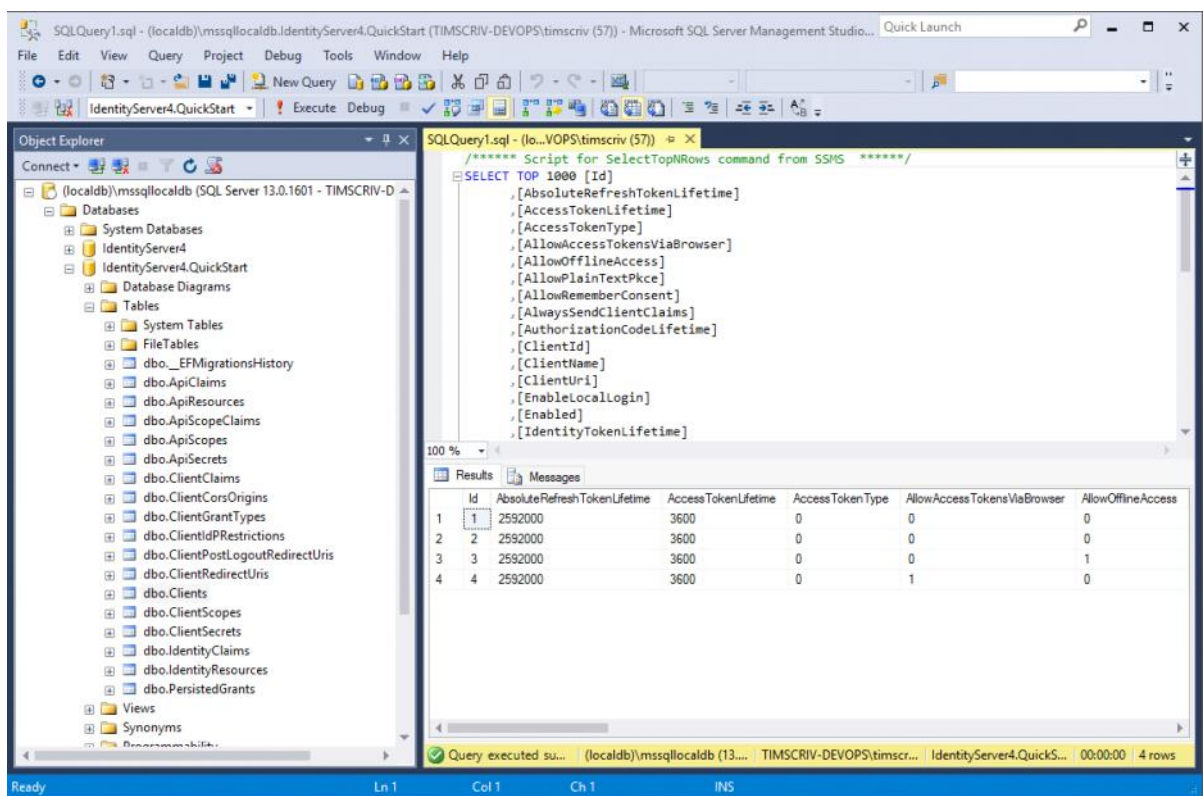 SQLQuery1.sql - (localdb)\mssqllocaldb.IdentityServer4.QuickStart (TIMSCRIV-DEVOPS\timscriv (57)) - Microsoft SQL Server Management Studio...
Quick Launch
File Edit View Query Project Debug Tools Window Help
New Query
IdentityServer4.QuickStart Execute Debug
Object Explorer
Connect
(localdb)\mssqllocaldb (SQL Server 13.0.1601 - TIMSCRIV-D
Databases
System Databases
IdentityServer4
IdentityServer4.QuickStart
Database Diagrams
Tables
System Tables
FileTables
dbo.__EFMigrationsHistory
dbo.ApiClaims
dbo.ApiResources
dbo.ApiScopeClaims
dbo.ApiScopes
dbo.ApiSecrets
dbo.ClientClaims
dbo.ClientCorsOrigins
dbo.ClientGrantTypes
dbo.ClientIdPRestrictions
dbo.ClientPostLogoutRedirectUris
dbo.ClientRedirectUris
dbo.Clients
dbo.ClientScopes
dbo.ClientSecrets
dbo.IdentityClaims
dbo.IdentityResources
dbo.PersistedGrants
Views
Synonyms
Programmability
SQLQuery1.sql - (lo...VOPS\timscriv (57))
/****** Script for SelectTopNRows command from SSMS ******/
SELECT TOP 1000 [Id]
,[AbsoluteRefreshTokenLifetime]
,[AccessTokenLifetime]
,[AccessTokenType]
,[AllowAccessTokensViaBrowser]
,[AllowOfflineAccess]
,[AllowPlainTextPkce]
,[AllowRememberConsent]
,[AlwaysSendClientClaims]
,[AuthorizationCodeLifetime]
,[ClientId]
,[ClientName]
,[ClientUri]
,[EnableLocalLogin]
,[Enabled]
,[IdentityTokenLifetime]
100 %
Results Messages
Id AbsoluteRefreshTokenLifetime AccessTokenLifetime AccessTokenType AllowAccessTokensViaBrowser AllowOfflineAccess
1 1 2592000 3600 0 0 0
2 2 2592000 3600 0 0 0
3 3 2592000 3600 0 0 1
4 4 2592000 3600 0 1 0
Query executed su... (localdb)\mssqllocaldb (13.... TIMSCRIV-DEVOPS\timscr... IdentityServer4.QuickS... 00:00:00 4 rows
Ready Ln 1 Col 1 Ch 1 INS